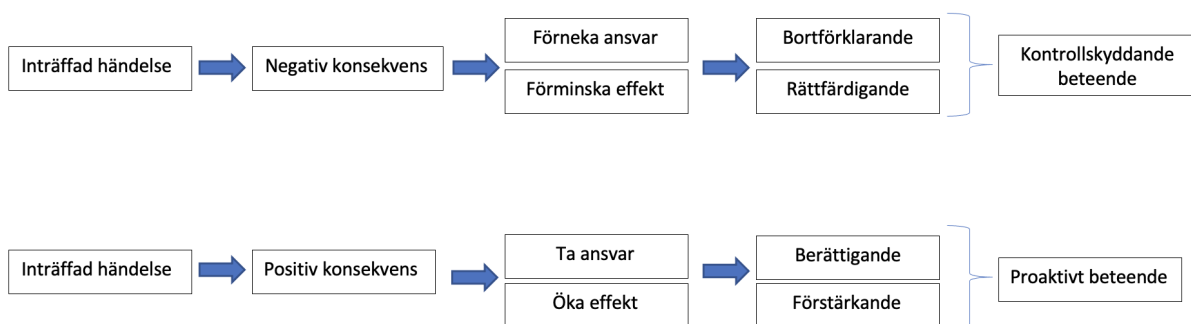 Inträffad händelse
Negativ konsekvens
Förneka ansvar
Förminska effekt
Bortförklarande
Rättfärdigande
Kontrollskyddande
beteende
Inträffad händelse
Positiv konsekvens
Ta ansvar
Öka effekt
Berättigande
Förstärkande
Proaktivt beteende